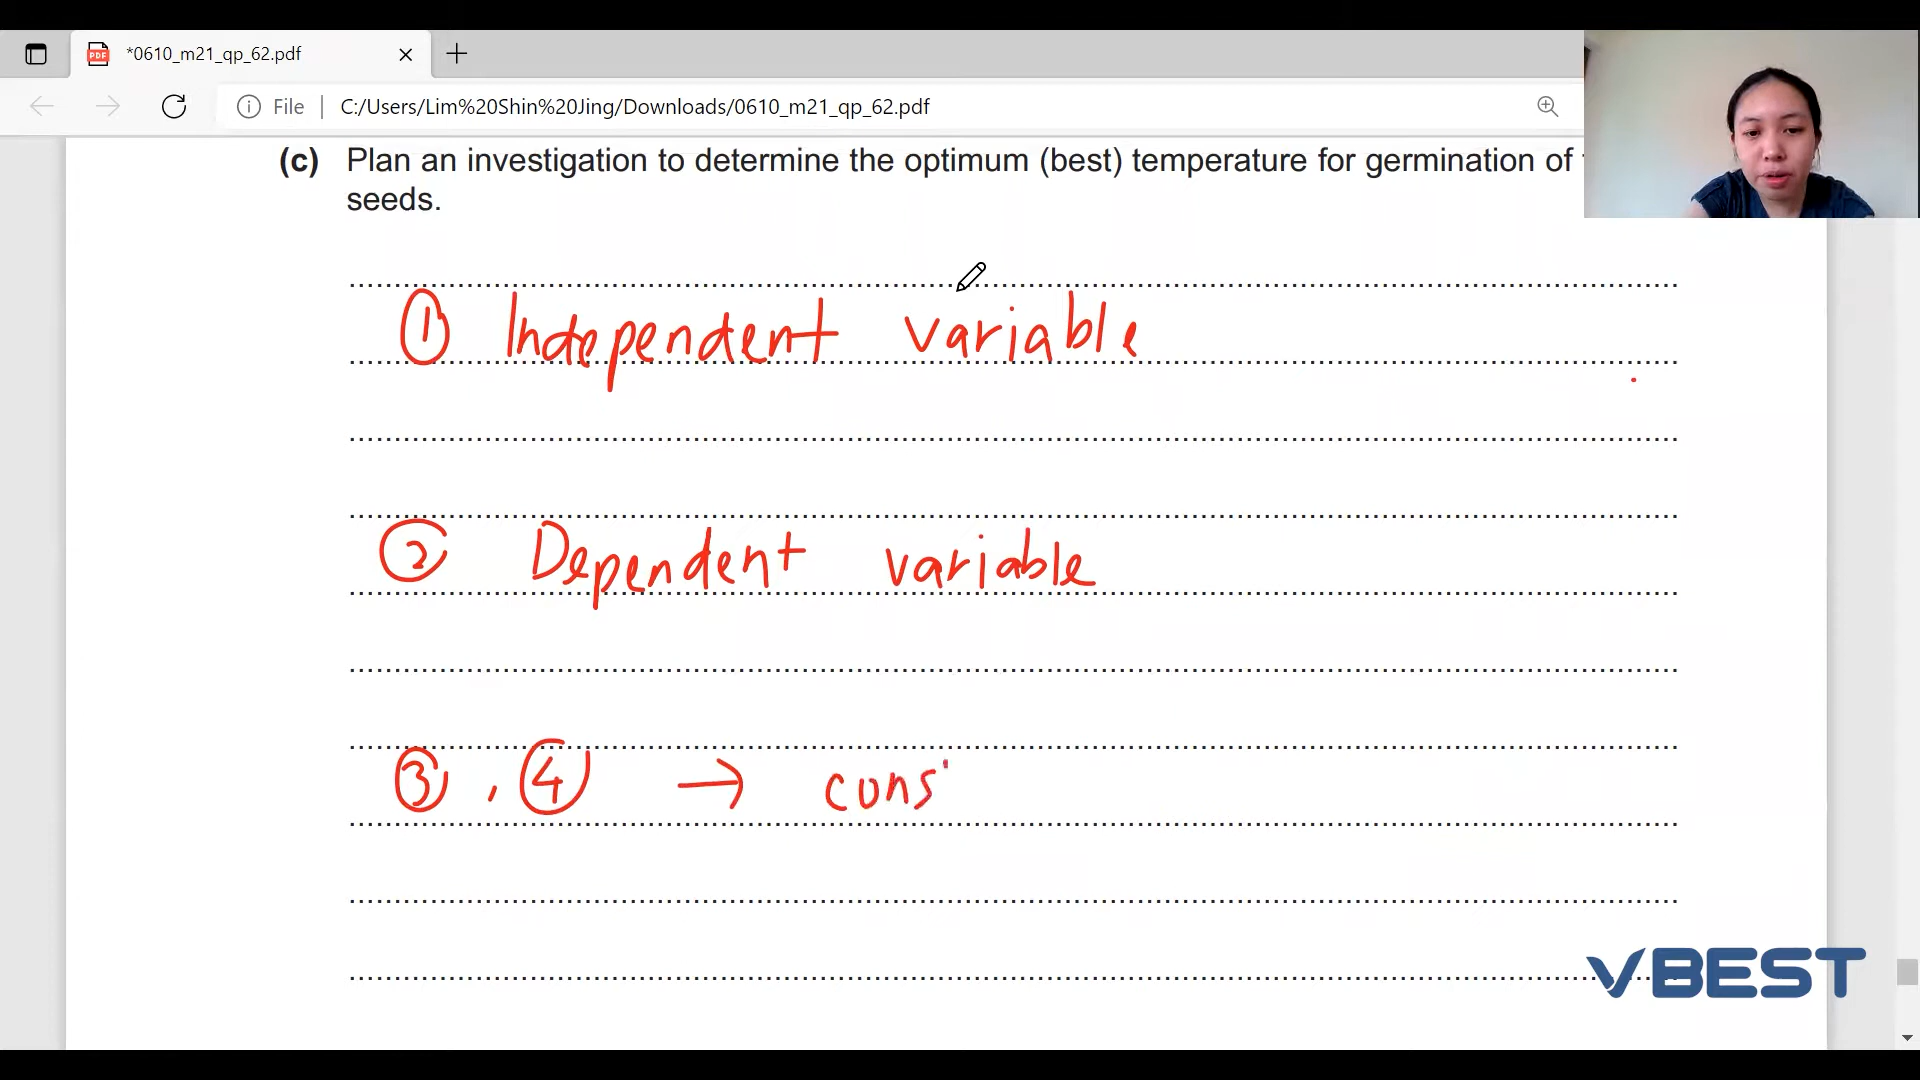 *0610_m21_qp_62.pdf
File
C:/Users/Lim%20Shin%20Jing/Downloads/0610_m21_qp_62.pdf
(c) Plan an investigation to determine the optimum (best) temperature for germination of
seeds.
① Independent variable
② Dependent variable
③ , ④ → cons
VBEST